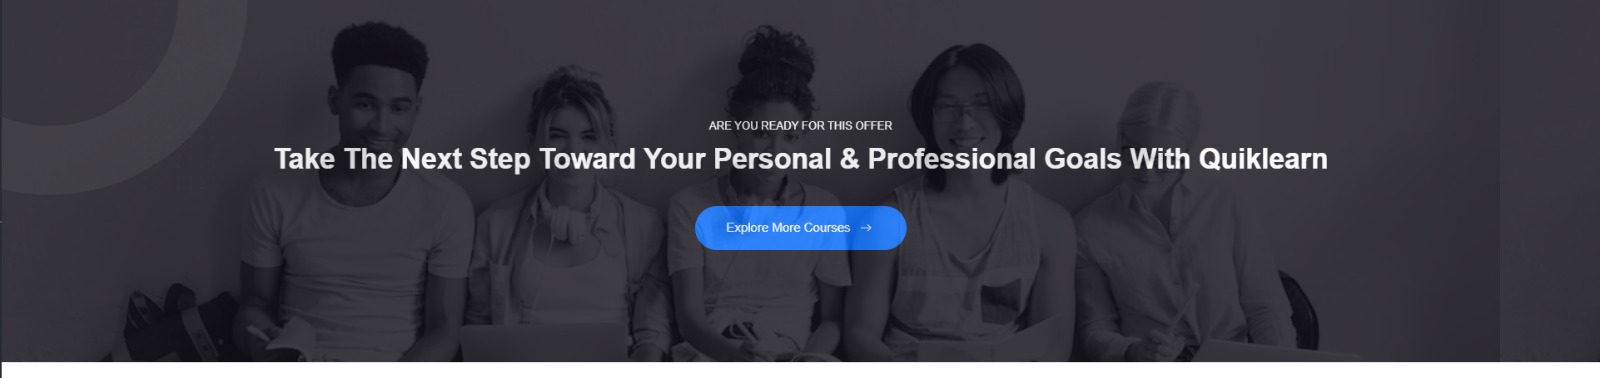 ARE YOU READY FOR THIS OFFER
Take The Next Step Toward Your Personal & Professional Goals With Quiklearn
Explore More Courses →